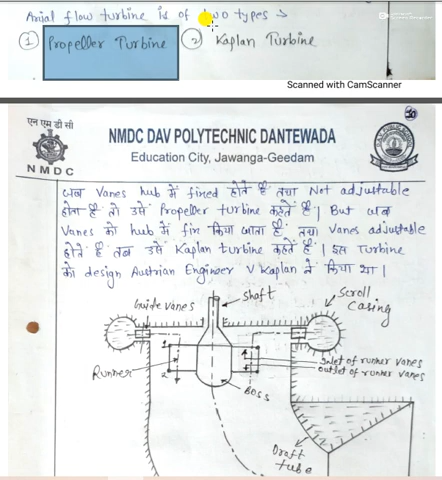 Axial flow turbine is of two types →
① Propeller Turbine ② Kaplan Turbine
Scanned with CamScanner
एन एम डी सी
NMDC
NMDC DAV POLYTECHNIC DANTEWADA
Education City, Jawanga-Geedam
जब Vanes hub में fixed होते हैं तथा Not adjustable
होता है तो उसे Propeller turbine कहते हैं | But जब
Vanes को hub में fix किया जाता है, तथा Vanes adjustable
होते हैं तब उसे Kaplan turbine कहते हैं | इस Turbine
को design Austrian Engineer V Kaplan ने किया था |
Guide vanes
Shaft
Scroll
Casing
1
2
Runner
Inlet of runner vanes
outlet of runner vanes
Boss
Draft
tube